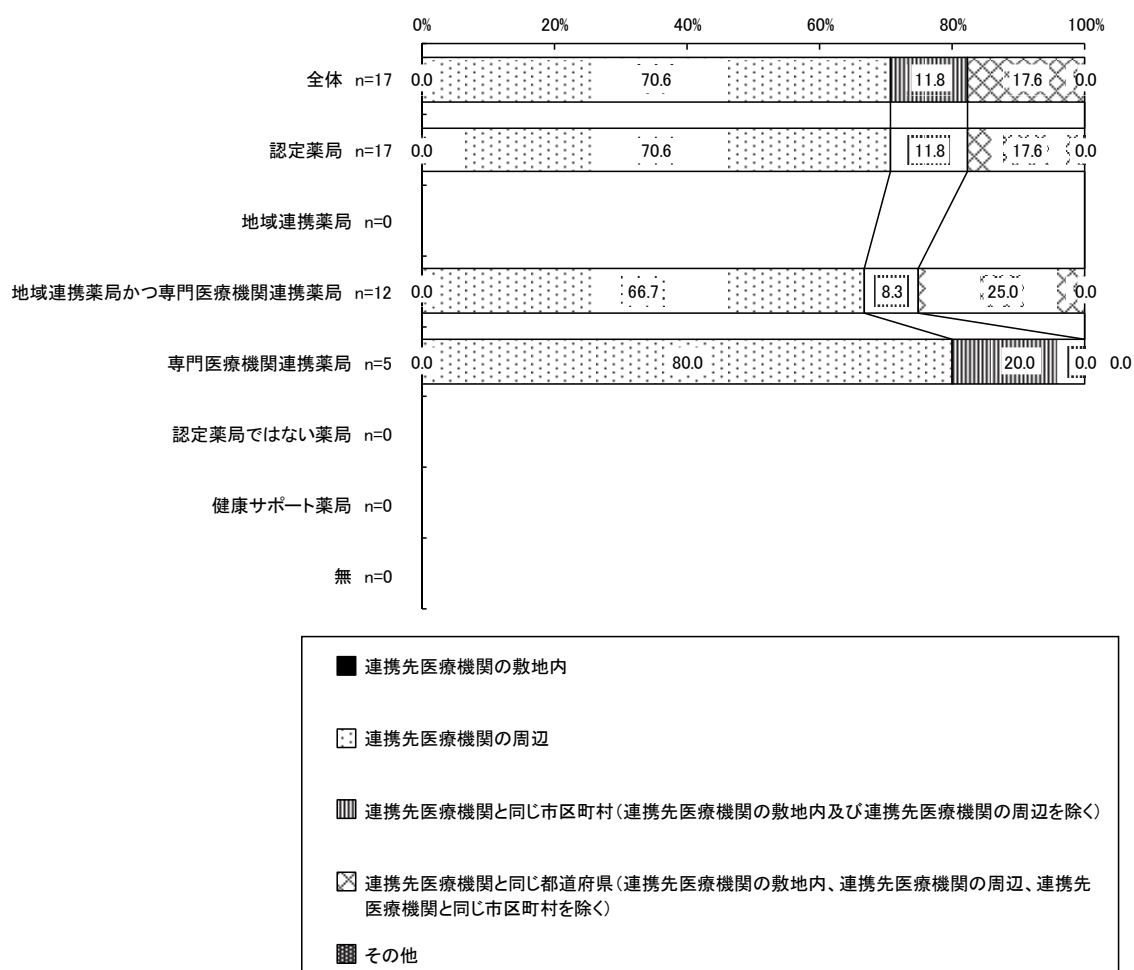 0% 20% 40% 60% 80% 100%
全体 n=17 0.0 70.6 11.8 17.6 0.0
認定薬局 n=17 0.0 70.6 11.8 17.6 0.0
地域連携薬局 n=0
地域連携薬局かつ専門医療機関連携薬局 n=12 0.0 66.7 8.3 25.0 0.0
専門医療機関連携薬局 n=5 0.0 80.0 20.0 0.0 0.0
認定薬局ではない薬局 n=0
健康サポート薬局 n=0
無 n=0
連携先医療機関の敷地内
連携先医療機関の周辺
連携先医療機関と同じ市区町村（連携先医療機関の敷地内及び連携先医療機関の周辺を除く）
連携先医療機関と同じ都道府県（連携先医療機関の敷地内、連携先医療機関の周辺、連携先
医療機関と同じ市区町村を除く）
その他